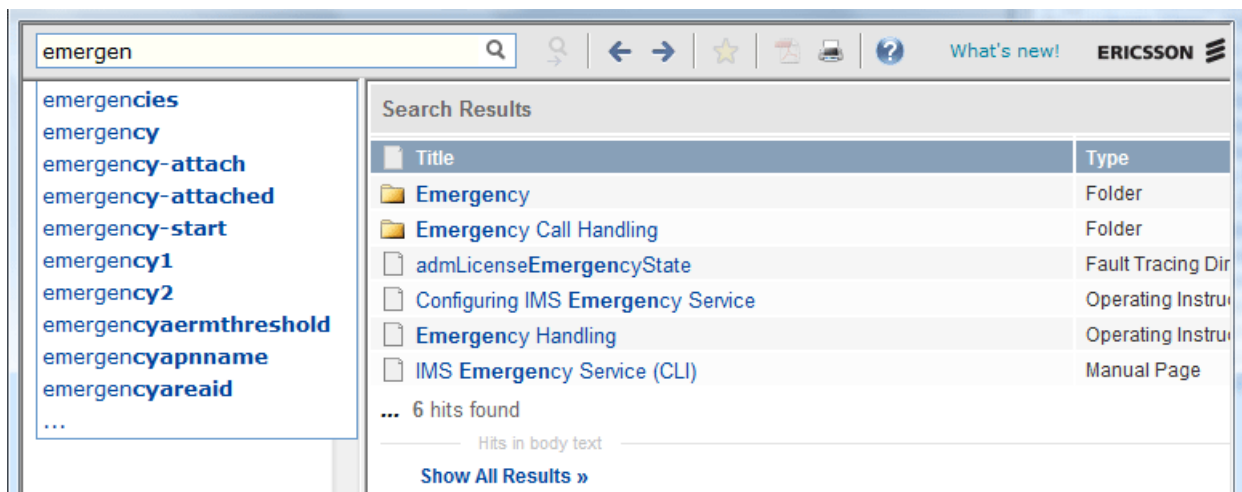 emergen
What's new!
ERICSSON
emergencies
emergency
emergency-attach
emergency-attached
emergency-start
emergency1
emergency2
emergencyaermthreshold
emergencyapnname
emergencyareaid
...
Search Results
Title Type
Emergency Folder
Emergency Call Handling Folder
admLicenseEmergencyState Fault Tracing Dir
Configuring IMS Emergency Service Operating Instru
Emergency Handling Operating Instru
IMS Emergency Service (CLI) Manual Page
... 6 hits found
Hits in body text
Show All Results »